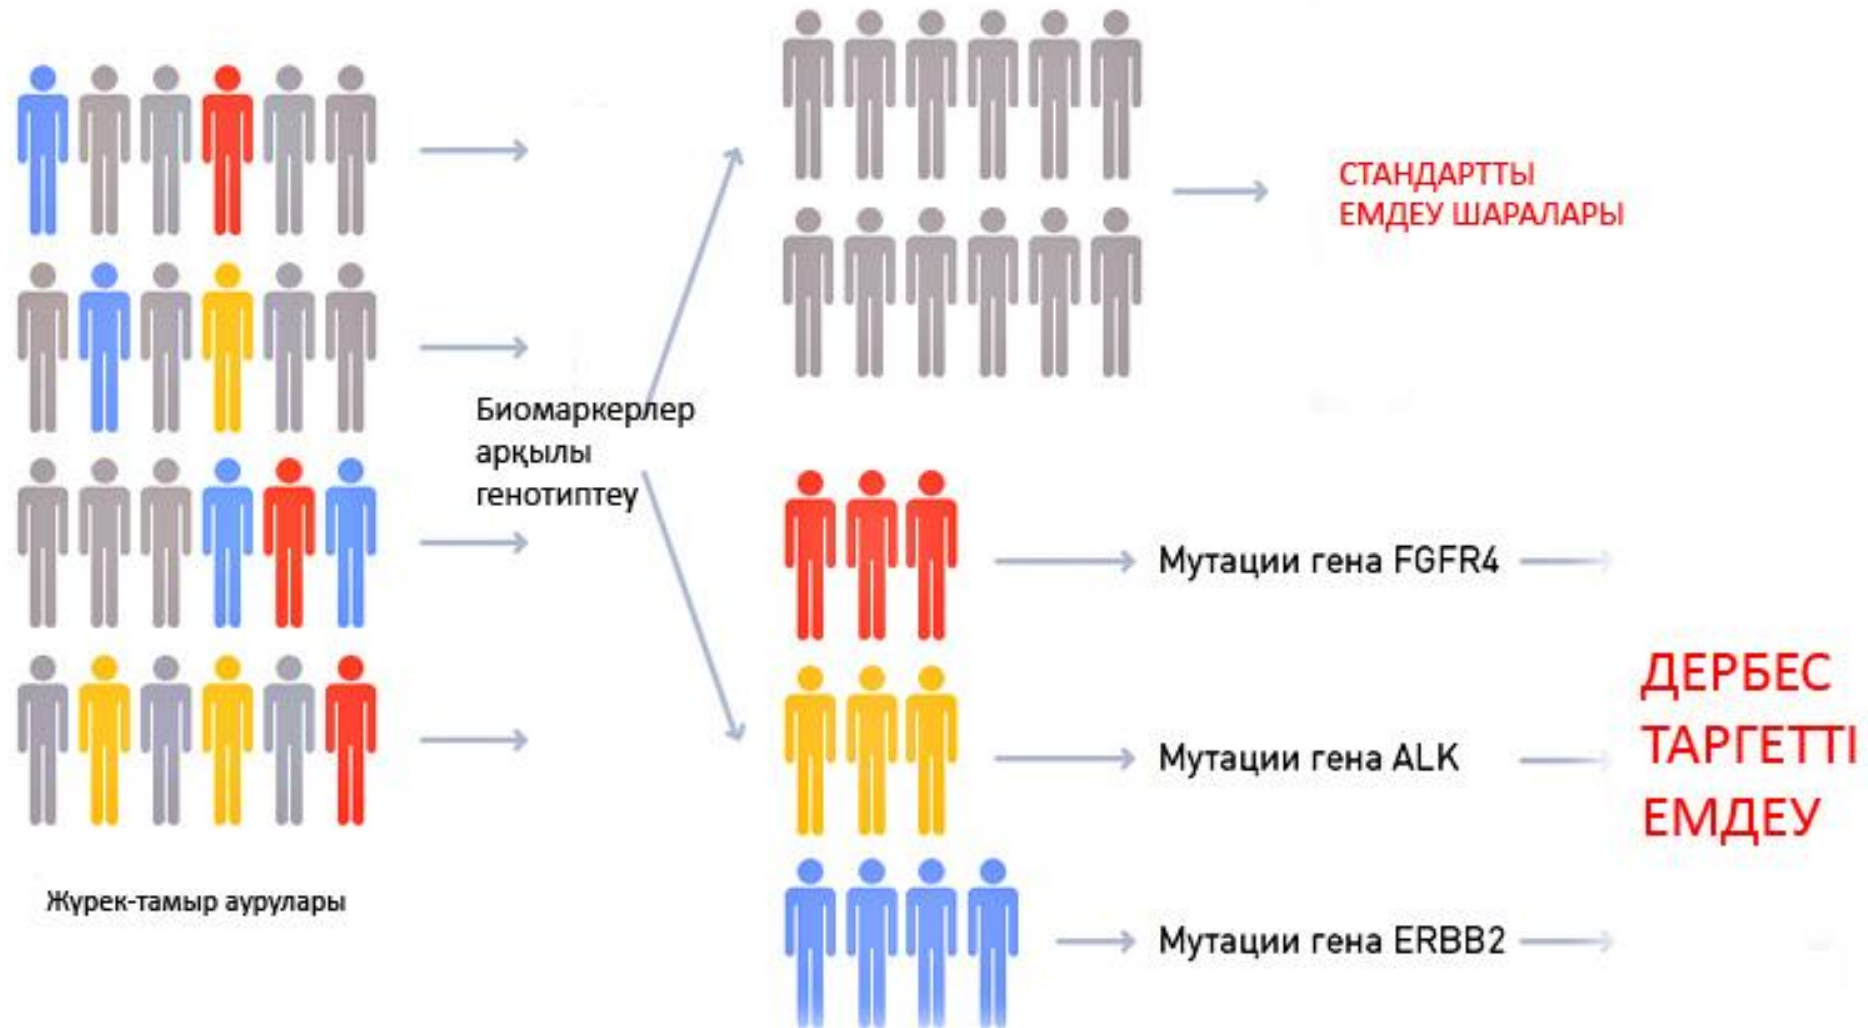 СТАНДАРТТЫ
ЕМДЕУ ШАРАЛАРЫ
Биомаркерлер
арқылы
генотиптеу
Мутации гена FGFR4
Мутации гена ALK
Мутации гена ERBB2
ДЕРБЕС
ТАРГЕТТІ
ЕМДЕУ
Жүрек-тамыр аурулары